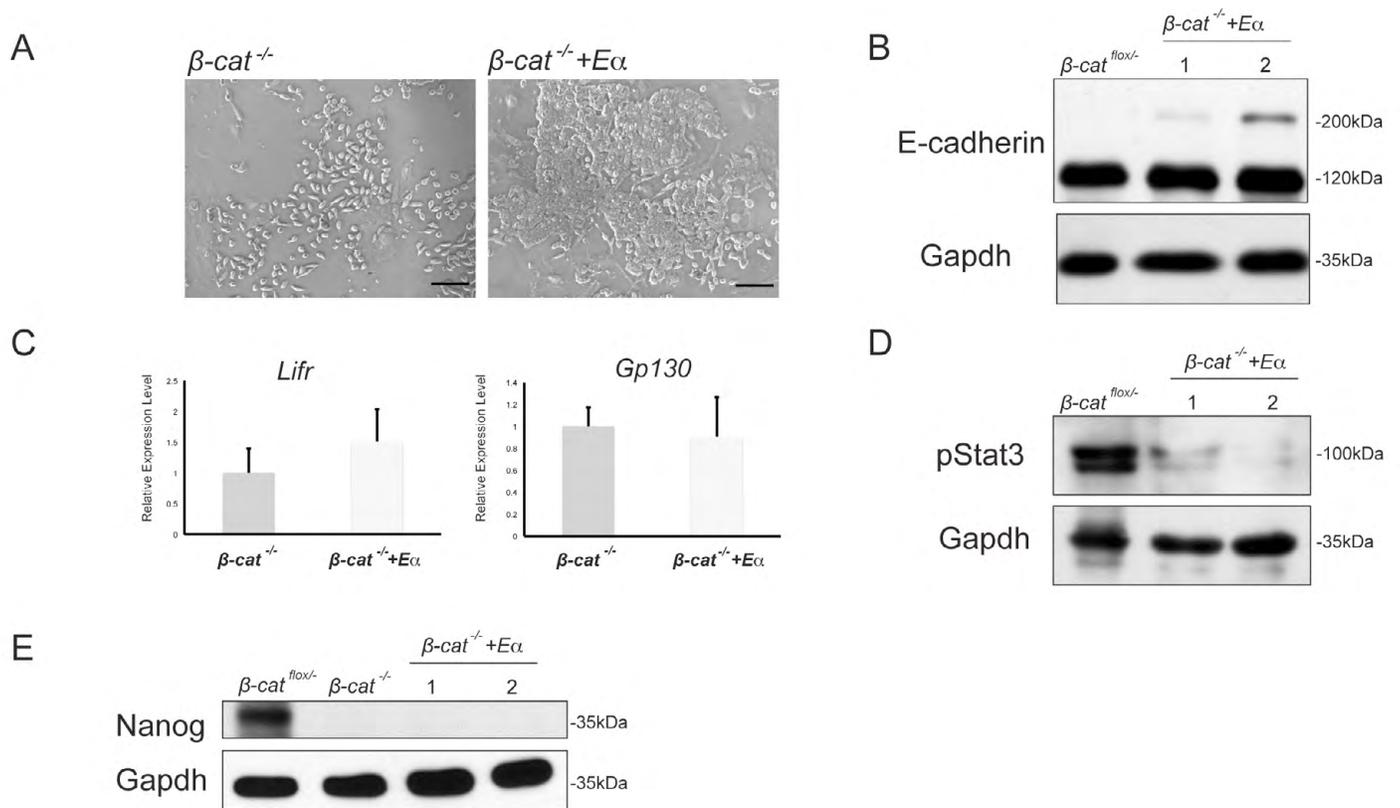 A
β-cat -/-
β-cat -/- +Eα
B
β-cat -/- +Eα
β-cat flox/-
1
2
E-cadherin
-200kDa
-120kDa
Gapdh
-35kDa
C
Lifr
Relative Expression Level
2.5
2
1.5
1
0.5
0
β-cat -/-
β-cat -/- +Eα
Gp130
Relative Expression Level
1.4
1.2
1
0.8
0.6
0.4
0.2
0
β-cat -/-
β-cat -/- +Eα
D
β-cat -/- +Eα
β-cat flox/-
1
2
pStat3
-100kDa
Gapdh
-35kDa
E
β-cat -/- +Eα
β-cat flox/-
β-cat -/-
1
2
Nanog
-35kDa
Gapdh
-35kDa